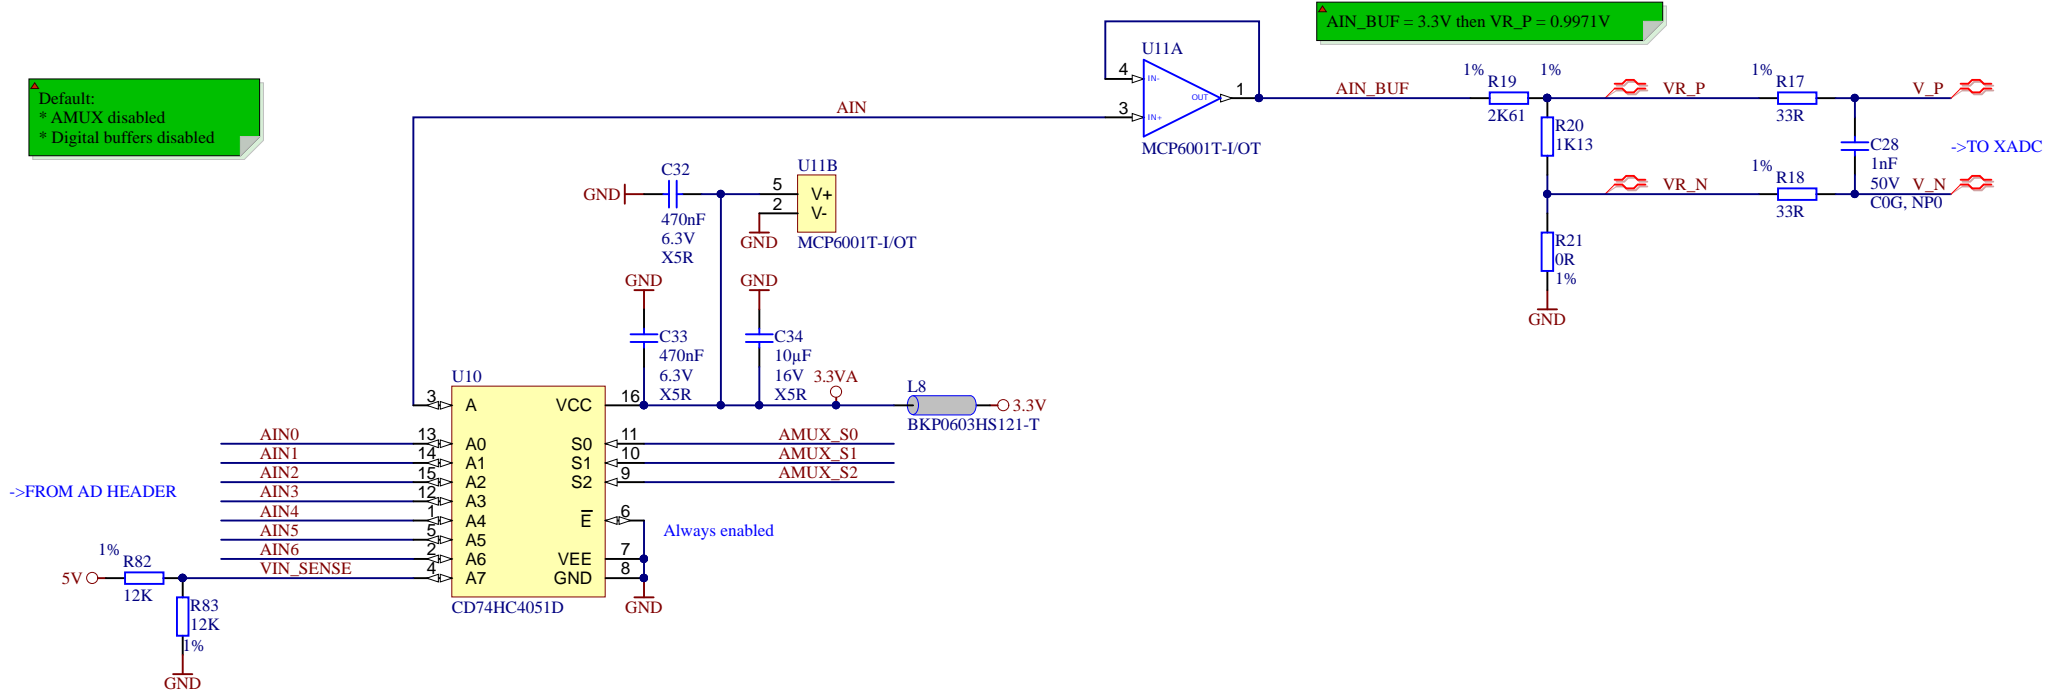 AIN_BUF = 3.3V then VR_P = 0.9971V
Default:
* AMUX disabled
* Digital buffers disabled
U11A
4
IN-
3
IN+
OUT
1
MCP6001T-I/OT
AIN
AIN_BUF
1%
R19
2K61
1%
R20
1K13
VR_P
1%
R17
33R
V_P
C28
1nF
50V
C0G, NP0
->TO XADC
VR_N
1%
R18
33R
V_N
R21
0R
1%
GND
C32
GND
470nF
6.3V
X5R
U11B
5
V+
2
V-
GND
MCP6001T-I/OT
GND
C33
470nF
6.3V
X5R
GND
C34
10µF
16V
X5R
3.3VA
L8
3.3V
BKP0603HS121-T
U10
3
A
VCC
16
AIN0
13
A0
S0
11
AMUX_S0
AIN1
14
A1
S1
10
AMUX_S1
AIN2
15
A2
S2
9
AMUX_S2
->FROM AD HEADER
AIN3
12
A3
AIN4
1
A4
E
6
Always enabled
AIN5
5
A5
AIN6
2
A6
VEE
7
VIN_SENSE
4
A7
GND
8
GND
CD74HC4051D
1%
R82
5V
12K
R83
12K
1%
GND